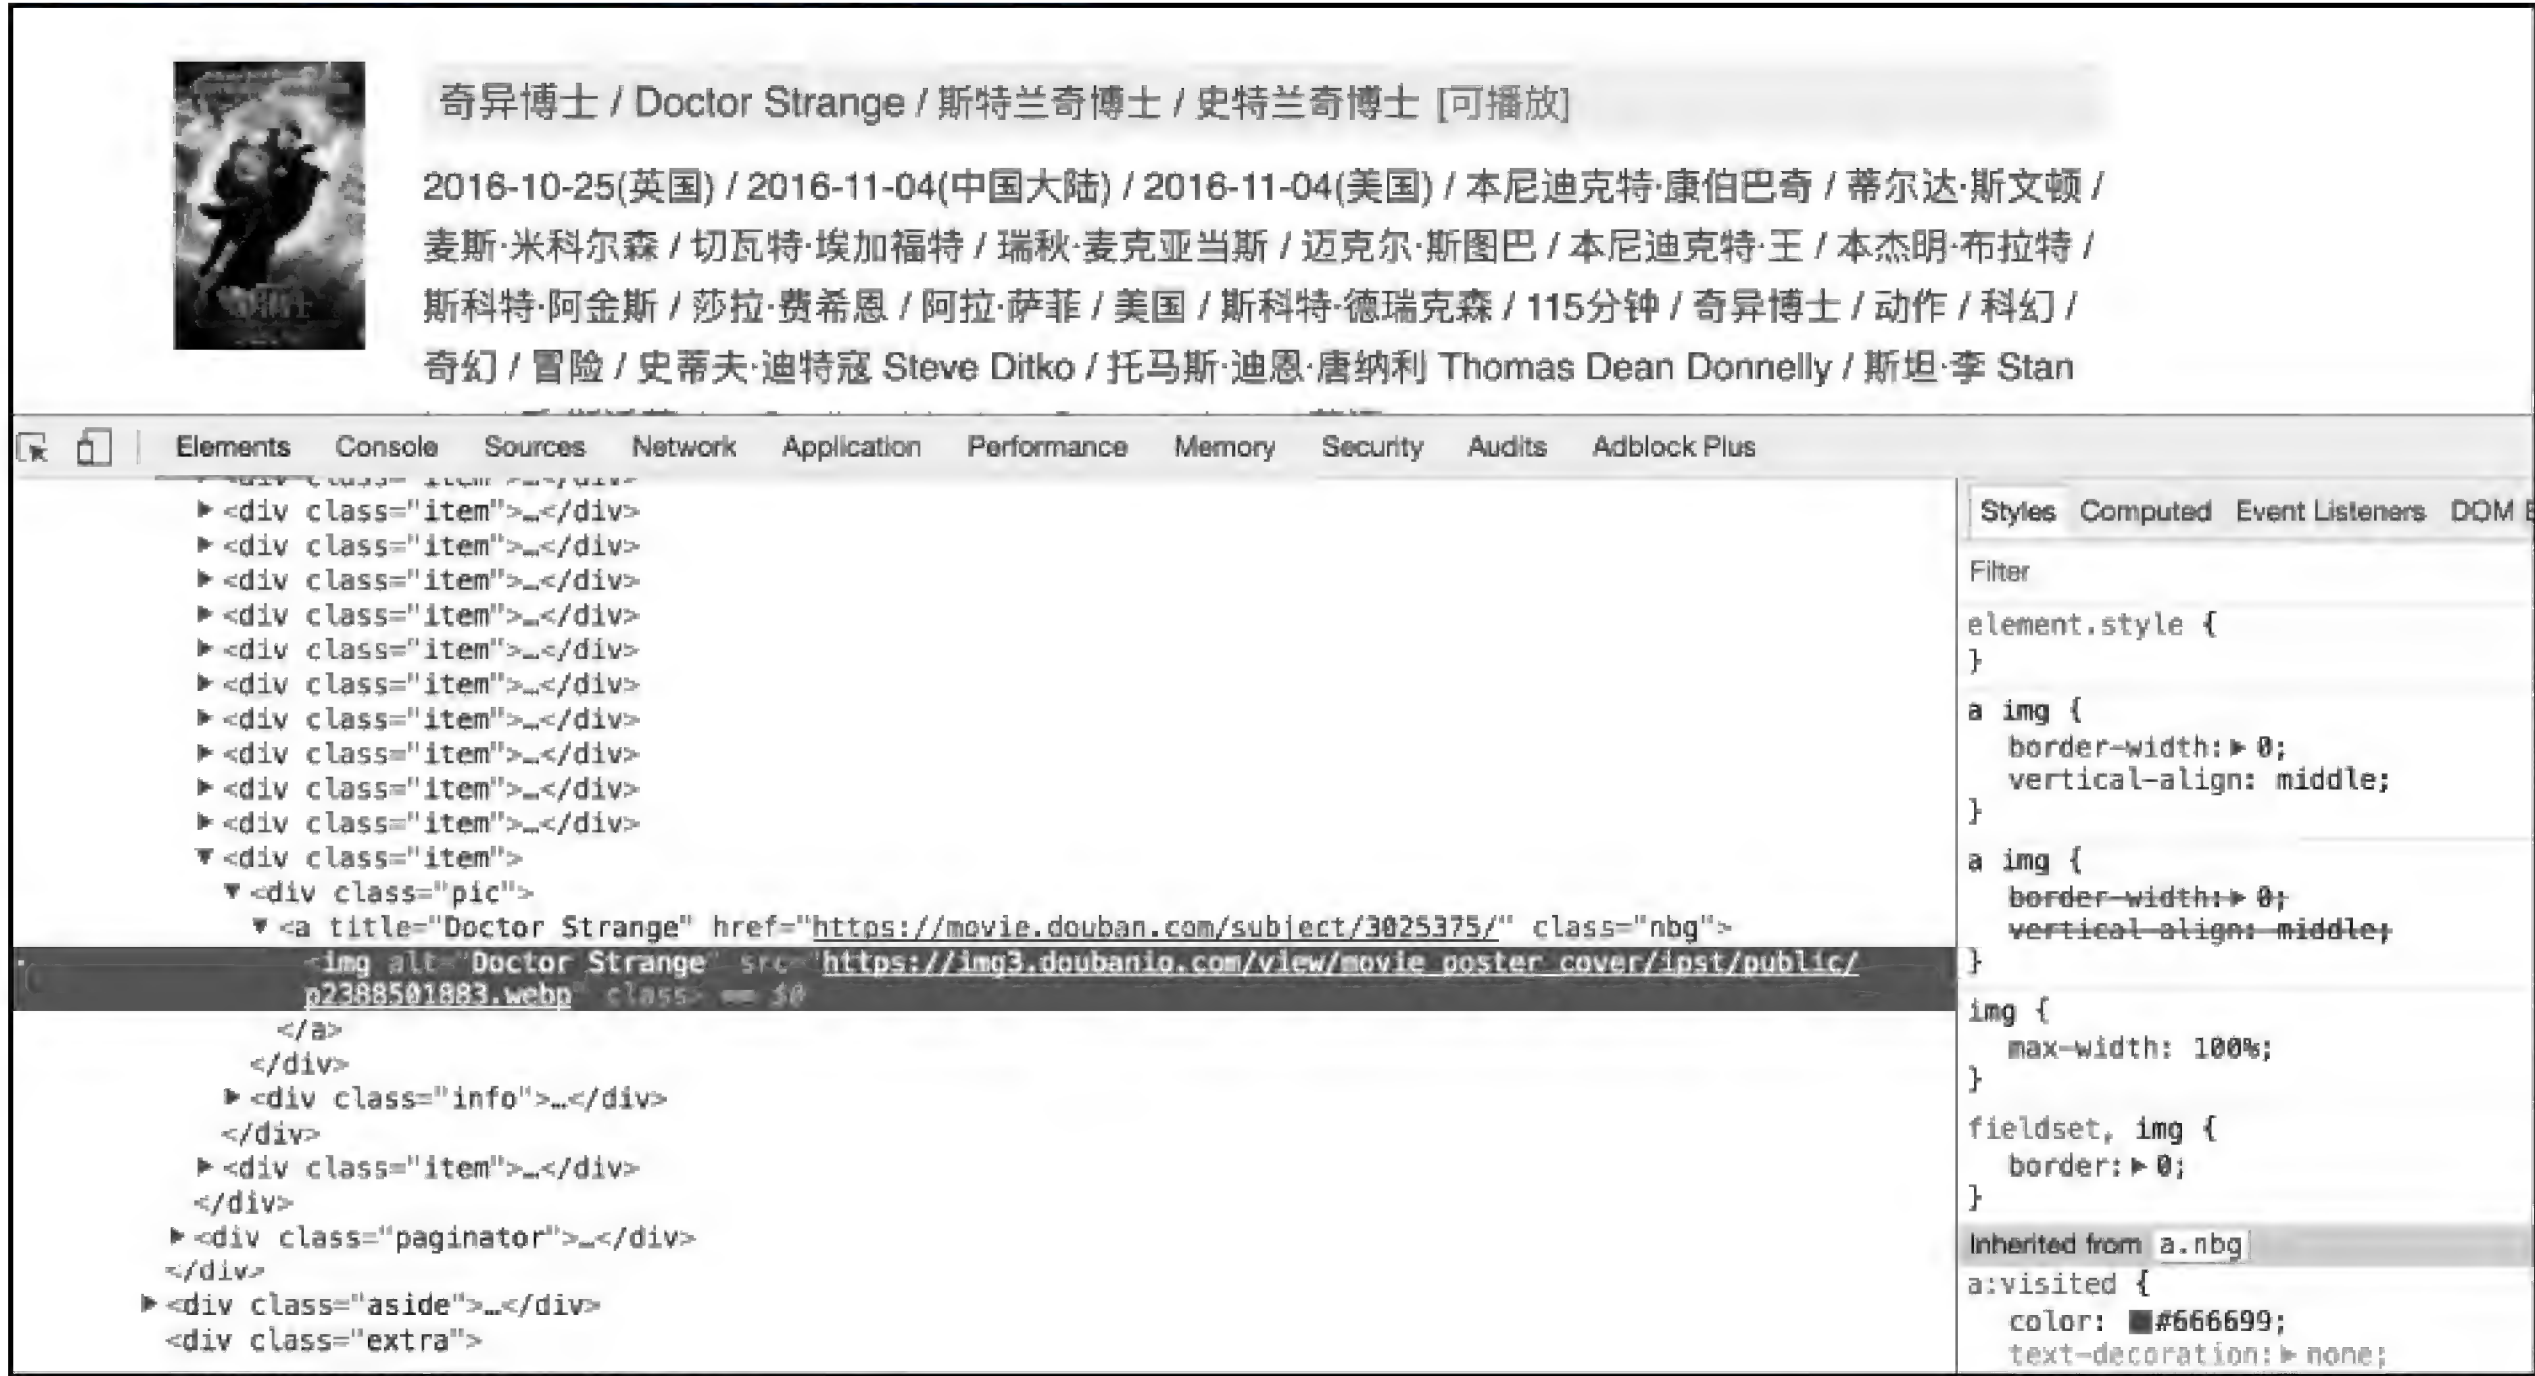 奇异博士 / Doctor Strange / 斯特兰奇博士 / 史特兰奇博士 [可播放]
2016-10-25(英国) / 2016-11-04(中国大陆) / 2016-11-04(美国) / 本尼迪克特·康伯巴奇 / 蒂尔达·斯文顿 /
麦斯·米科尔森 / 切瓦特·埃加福特 / 瑞秋·麦克亚当斯 / 迈克尔·斯图巴 / 本尼迪克特·王 / 本杰明·布拉特 /
斯科特·阿金斯 / 莎拉·费希恩 / 阿拉·萨菲 / 美国 / 斯科特·德瑞克森 / 115分钟 / 奇异博士 / 动作 / 科幻 /
奇幻 / 冒险 / 史蒂夫·迪特寇 Steve Ditko / 托马斯·迪恩·唐纳利 Thomas Dean Donnelly / 斯坦·李 Stan
Elements Console Sources Network Application Performance Memory Security Audits Adblock Plus
<div class="item">…</div>
<div class="item">…</div>
<div class="item">…</div>
<div class="item">…</div>
<div class="item">…</div>
<div class="item">…</div>
<div class="item">…</div>
<div class="item">…</div>
<div class="item">…</div>
<div class="item">…</div>
<div class="item">…</div>
<div class="item">
<div class="pic">
<a title="Doctor Strange" href="https://movie.douban.com/subject/3025375/" class="nbg">
<img alt="Doctor Strange" src="https://img3.doubanio.com/view/movie_poster_cover/ipst/public/
p2388501883.webp" class> == $0
</a>
</div>
<div class="info">…</div>
</div>
<div class="item">…</div>
</div>
<div class="paginator">…</div>
</div>
<div class="aside">…</div>
<div class="extra">
Styles Computed Event Listeners DOM
Filter
element.style {
}
a img {
border-width: 0;
vertical-align: middle;
}
a img {
border-width: 0;
vertical-align: middle;
}
img {
max-width: 100%;
}
fieldset, img {
border: 0;
}
Inherited from a.nbg
a:visited {
color: #666699;
text-decoration: none;